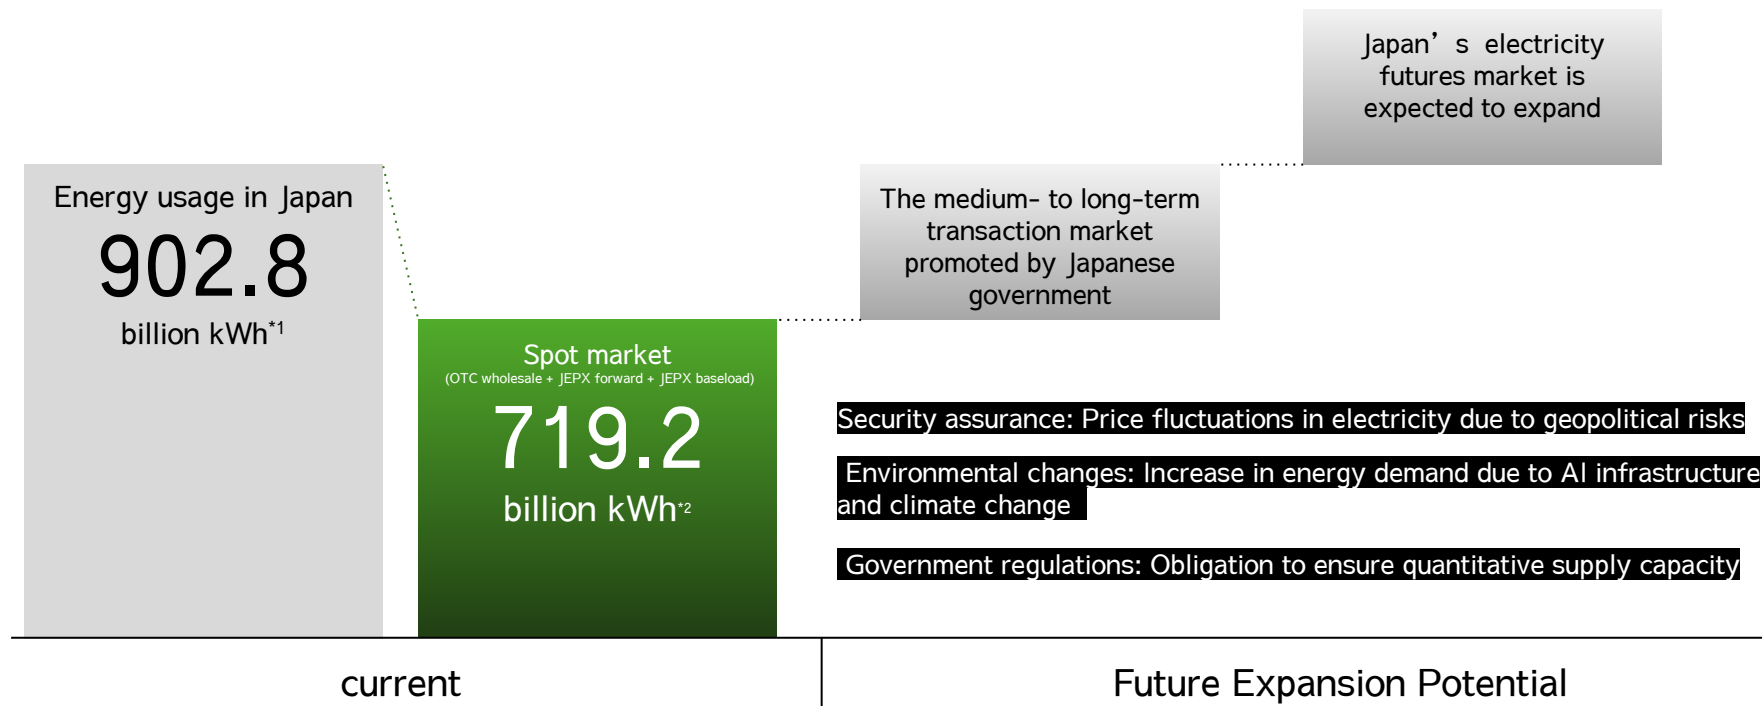 Energy usage in Japan
902.8
billion kWh*1
Spot market
(OTC wholesale + JEPX forward + JEPX baseload)
719.2
billion kWh*2
The medium- to long-term
transaction market
promoted by Japanese
government
Japan’s electricity
futures market is
expected to expand
Security assurance: Price fluctuations in electricity due to geopolitical risks
Environmental changes: Increase in energy demand due to AI infrastructure
and climate change
Government regulations: Obligation to ensure quantitative supply capacity
current
Future Expansion Potential